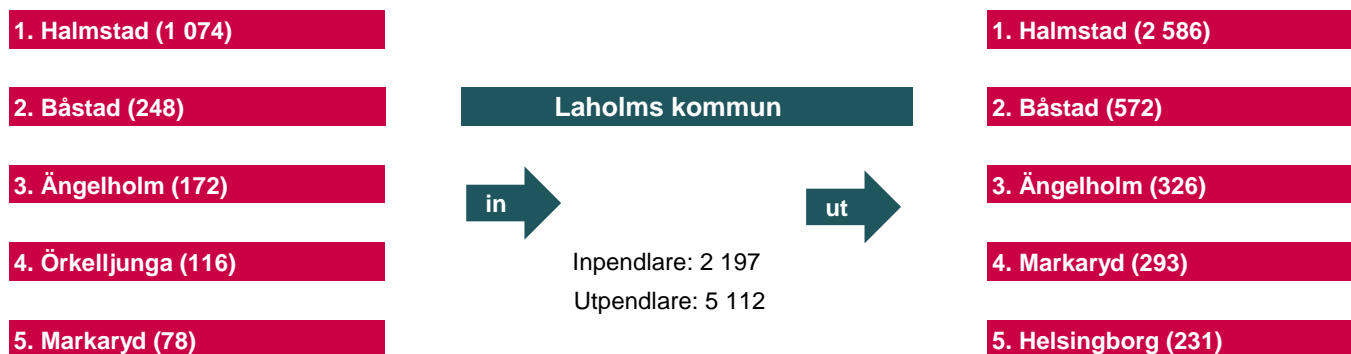 1. Halmstad (1 074)
2. Båstad (248)
3. Ängelholm (172)
4. Örkelljunga (116)
5. Markaryd (78)
Laholms kommun
in
ut
Inpendlare: 2 197
Utpendlare: 5 112
1. Halmstad (2 586)
2. Båstad (572)
3. Ängelholm (326)
4. Markaryd (293)
5. Helsingborg (231)